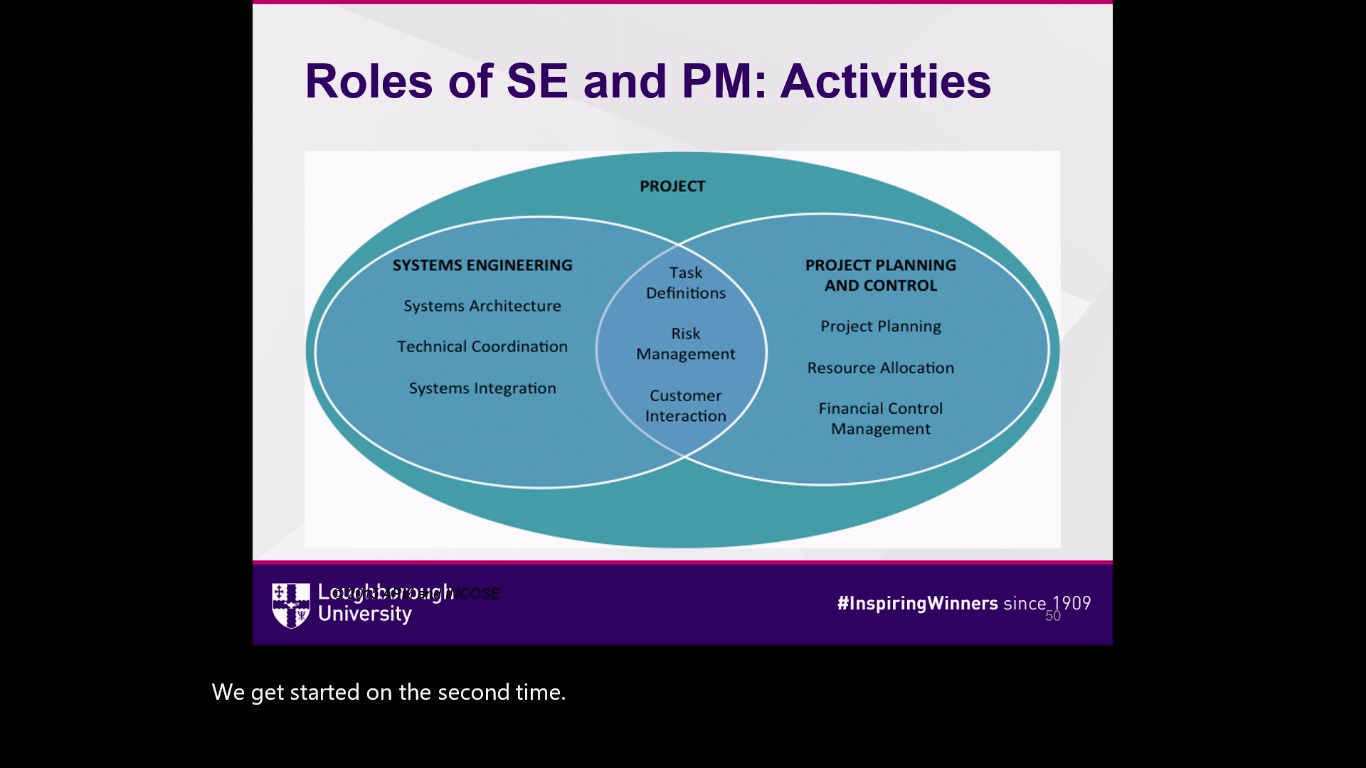 Roles of SE and PM: Activities
PROJECT
SYSTEMS ENGINEERING
Systems Architecture
Technical Coordination
Systems Integration
Task
Definitions
Risk
Management
Customer
Interaction
PROJECT PLANNING
AND CONTROL
Project Planning
Resource Allocation
Financial Control
Management
Loughborough
University
and INCOSE
#InspiringWinners since 1909
50
We get started on the second time.